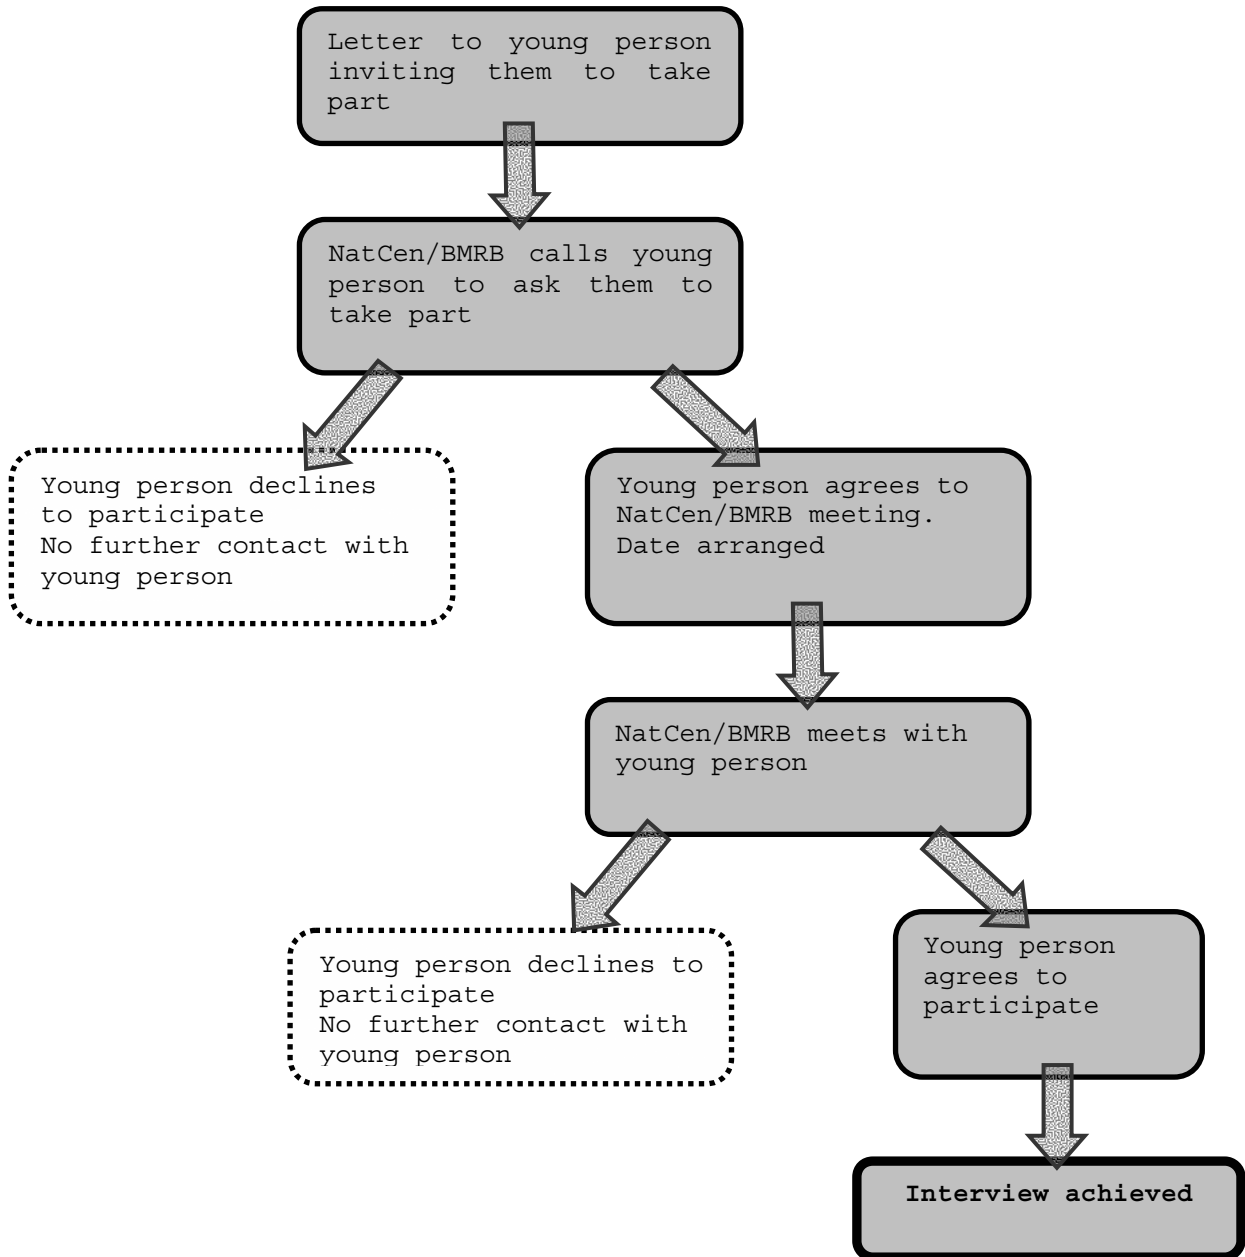 Letter to young person
inviting them to take
part
NatCen/BMRB calls young
person to ask them to
take part
Young person declines
to participate
No further contact with
young person
Young person agrees to
NatCen/BMRB meeting.
Date arranged
NatCen/BMRB meets with
young person
Young person declines to
participate
No further contact with
young person
Young person
agrees to
participate
Interview achieved